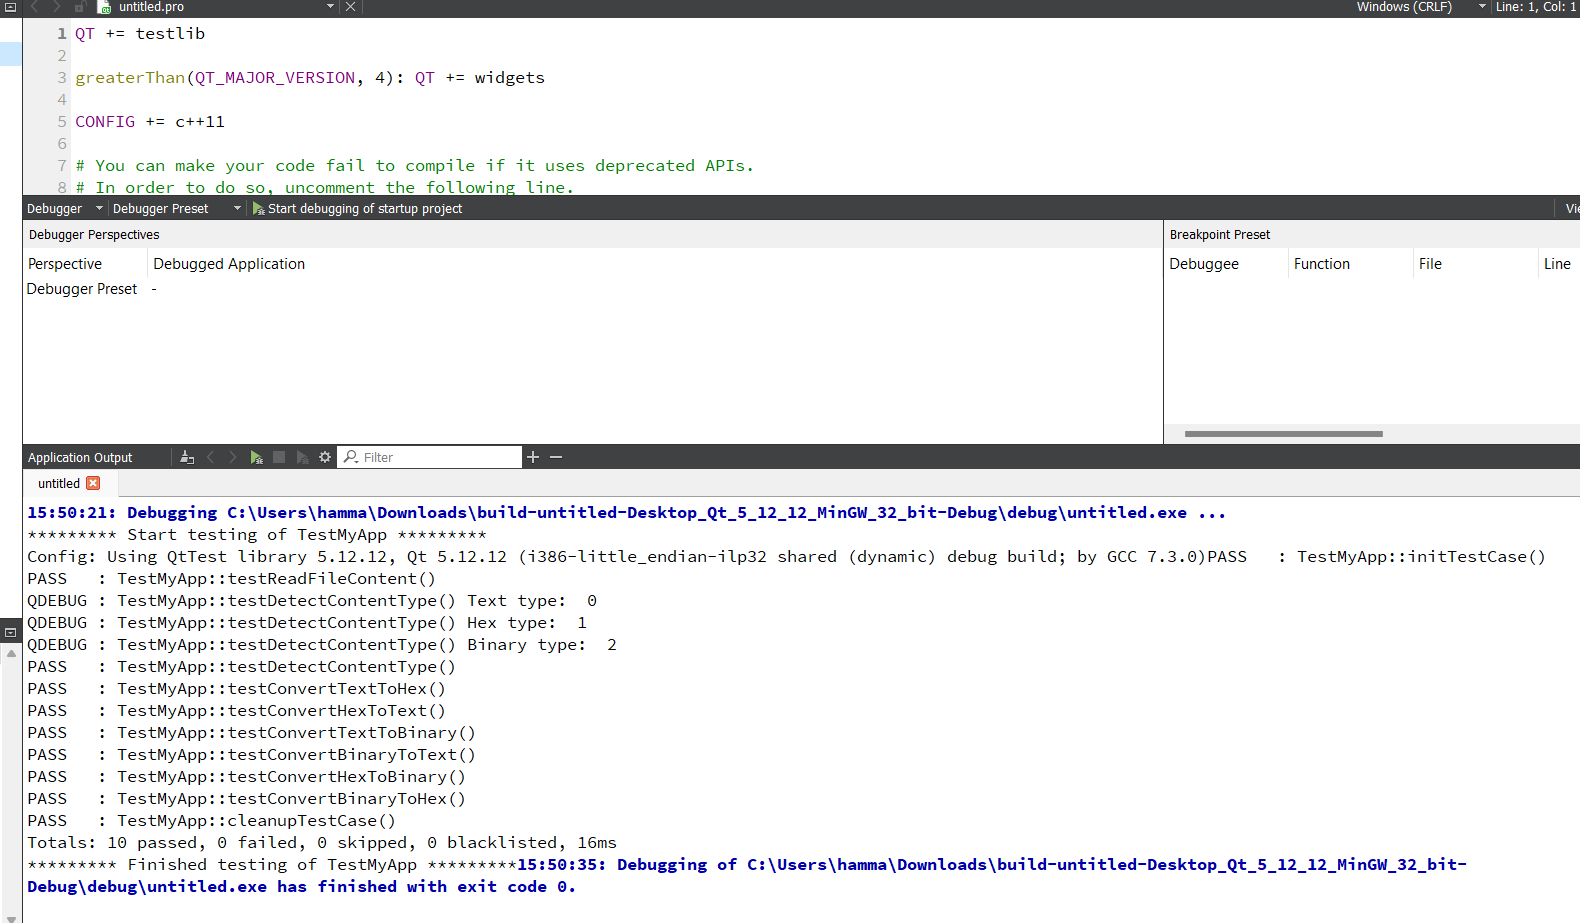 untitled.pro
Windows (CRLF)
Line: 1, Col: 1
1 QT += testlib
2
3 greaterThan(QT_MAJOR_VERSION, 4): QT += widgets
4
5 CONFIG += c++11
6
7 # You can make your code fail to compile if it uses deprecated APIs.
8 # In order to do so, uncomment the following line.
Debugger Debugger Preset Start debugging of startup project
Debugger Perspectives
Perspective Debugged Application
Debugger Preset -
Breakpoint Preset
Debuggee Function File Line
Application Output Filter
untitled
15:50:21: Debugging C:\Users\hamma\Downloads\build-untitled-Desktop_Qt_5_12_12_MinGW_32_bit-Debug\debug\untitled.exe ...
********* Start testing of TestMyApp *********
Config: Using QtTest library 5.12.12, Qt 5.12.12 (i386-little_endian-ilp32 shared (dynamic) debug build; by GCC 7.3.0)PASS   : TestMyApp::initTestCase()
PASS   : TestMyApp::testReadFileContent()
QDEBUG : TestMyApp::testDetectContentType() Text type:  0
QDEBUG : TestMyApp::testDetectContentType() Hex type:  1
QDEBUG : TestMyApp::testDetectContentType() Binary type:  2
PASS   : TestMyApp::testDetectContentType()
PASS   : TestMyApp::testConvertTextToHex()
PASS   : TestMyApp::testConvertHexToText()
PASS   : TestMyApp::testConvertTextToBinary()
PASS   : TestMyApp::testConvertBinaryToText()
PASS   : TestMyApp::testConvertHexToBinary()
PASS   : TestMyApp::testConvertBinaryToHex()
PASS   : TestMyApp::cleanupTestCase()
Totals: 10 passed, 0 failed, 0 skipped, 0 blacklisted, 16ms
********* Finished testing of TestMyApp *********15:50:35: Debugging of C:\Users\hamma\Downloads\build-untitled-Desktop_Qt_5_12_12_MinGW_32_bit-
Debug\debug\untitled.exe has finished with exit code 0.